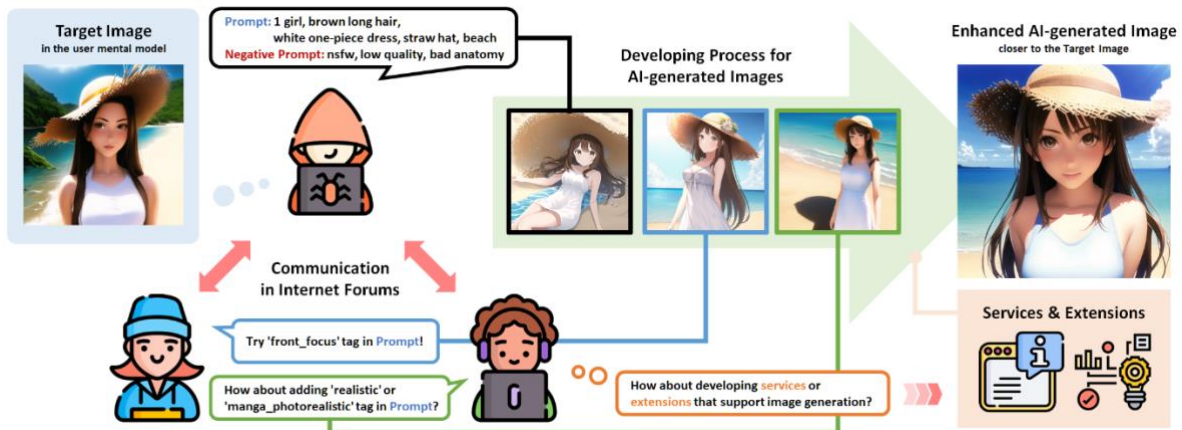 Target Image
in the user mental model
Prompt: 1 girl, brown long hair,
white one-piece dress, straw hat, beach
Negative Prompt: nsfw, low quality, bad anatomy
Developing Process for
AI-generated Images
Enhanced AI-generated Image
closer to the Target Image
Communication
in Internet Forums
Try 'front_focus' tag in Prompt!
How about adding 'realistic' or
'manga_photorealistic' tag in Prompt?
How about developing services or
extensions that support image generation?
Services & Extensions